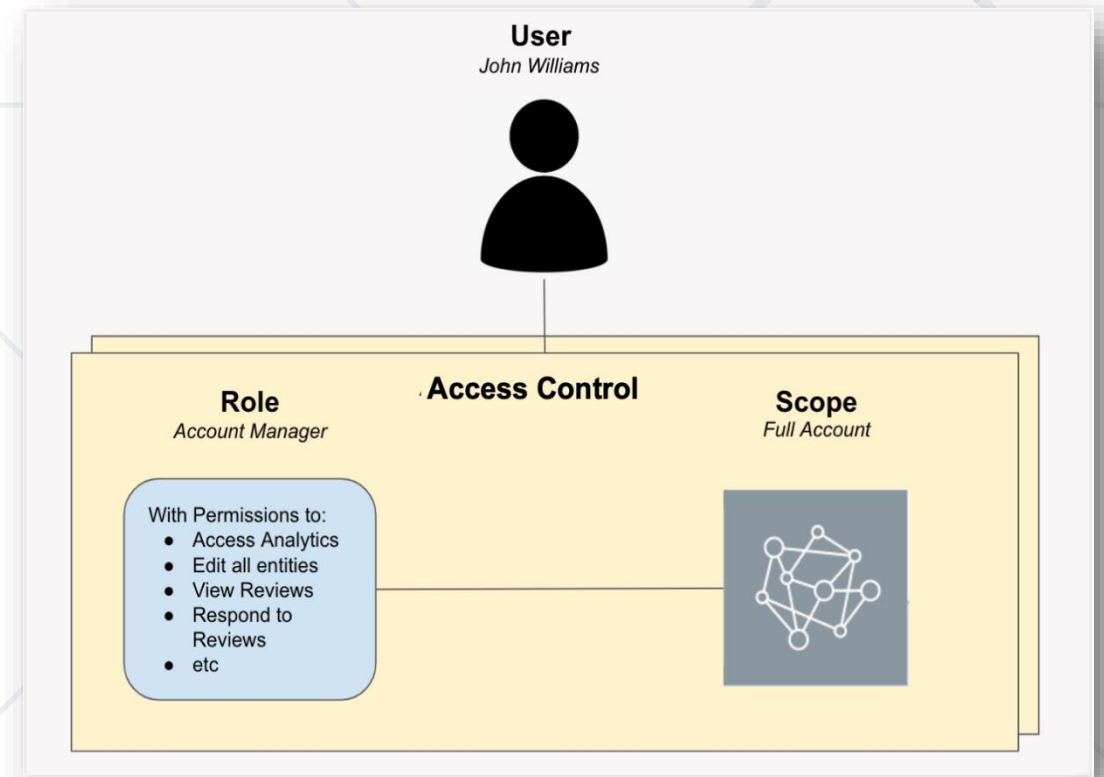 User
John Williams
Access Control
Role
Account Manager
Scope
Full Account
With Permissions to:
● Access Analytics
● Edit all entities
● View Reviews
● Respond to
Reviews
● etc